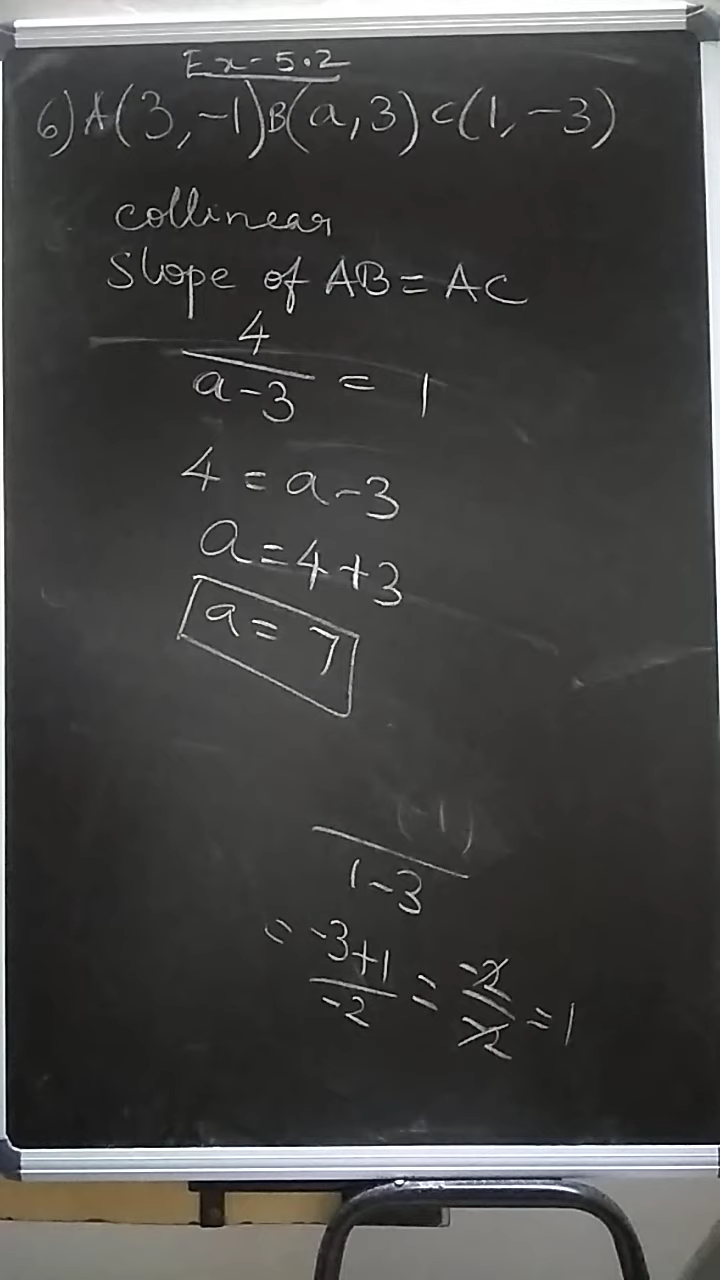 Ex-5.2
6) A(3,-1) B(a,3) C(1,-3)
collinear
Slope of AB = AC
4/(a-3) = 1
4 = a-3
a = 4+3
a = 7
(-1)
1-3
= (-3+1)/(-2) = (-2)/(-2) = 1